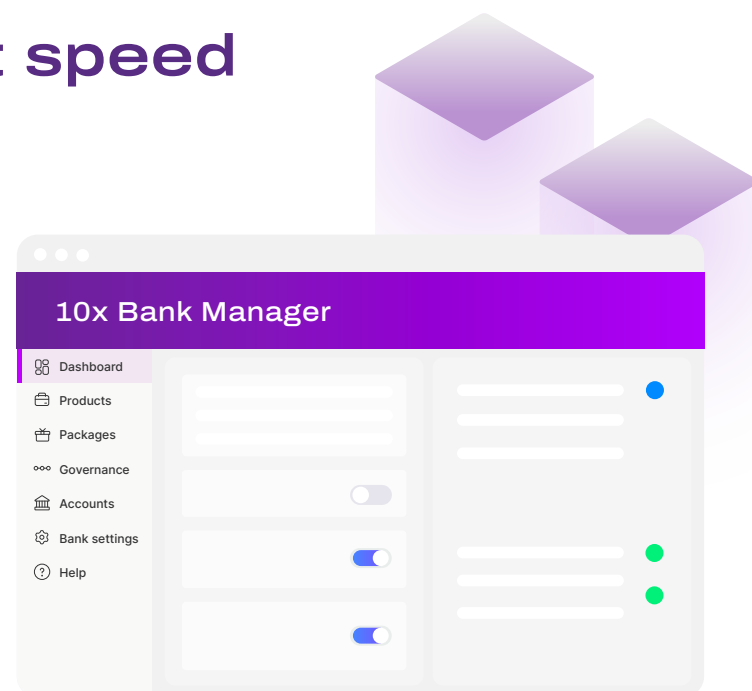 speed
10x Bank Manager
Dashboard
Products
Packages
Governance
Accounts
Bank settings
Help